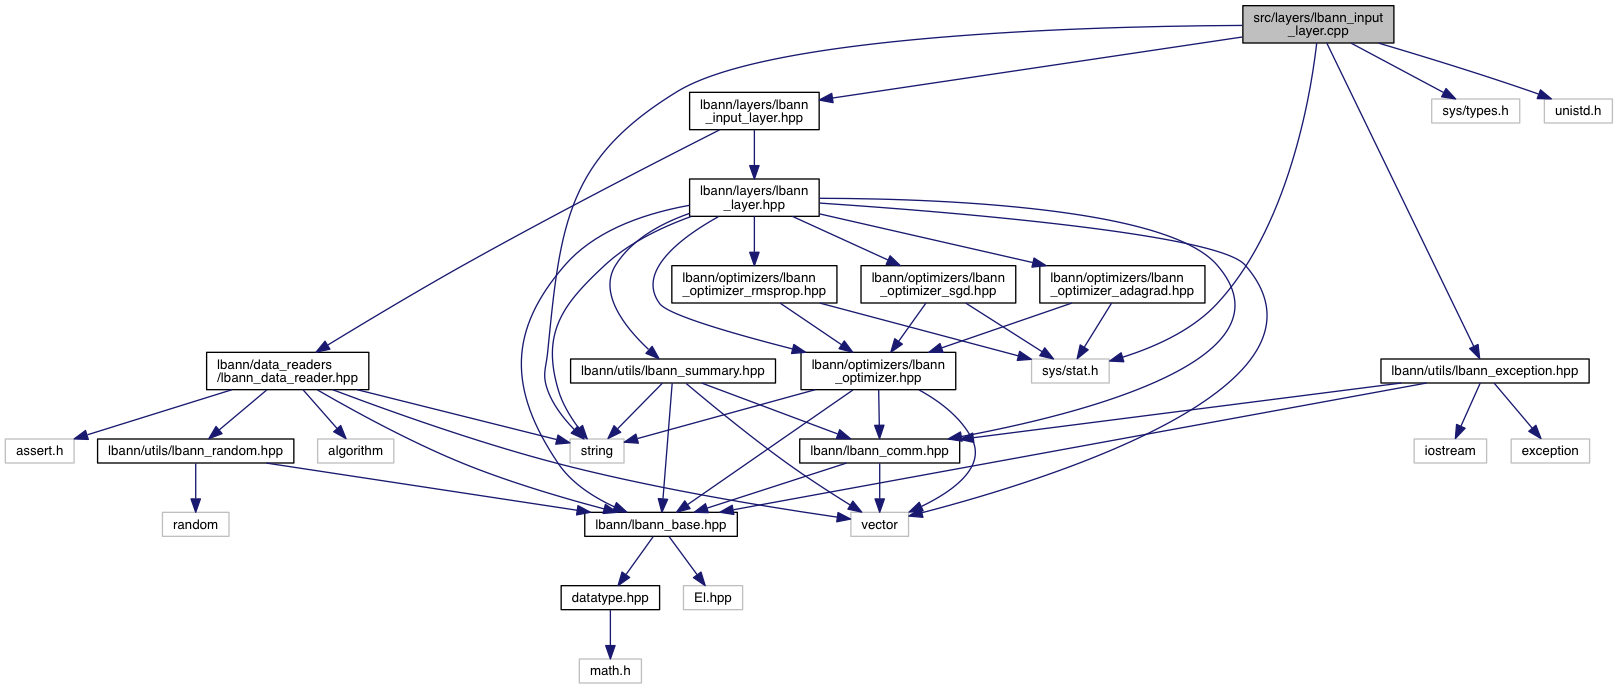 src/layers/lbann_input
_layer.cpp
lbann/layers/lbann
_input_layer.hpp
sys/types.h
unistd.h
lbann/layers/lbann
_layer.hpp
lbann/optimizers/lbann
_optimizer_rmsprop.hpp
lbann/optimizers/lbann
_optimizer_sgd.hpp
lbann/optimizers/lbann
_optimizer_adagrad.hpp
lbann/data_readers
/lbann_data_reader.hpp
lbann/utils/lbann_summary.hpp
lbann/optimizers/lbann
_optimizer.hpp
sys/stat.h
lbann/utils/lbann_exception.hpp
assert.h
lbann/utils/lbann_random.hpp
algorithm
string
lbann/lbann_comm.hpp
iostream
exception
random
lbann/lbann_base.hpp
vector
datatype.hpp
El.hpp
math.h